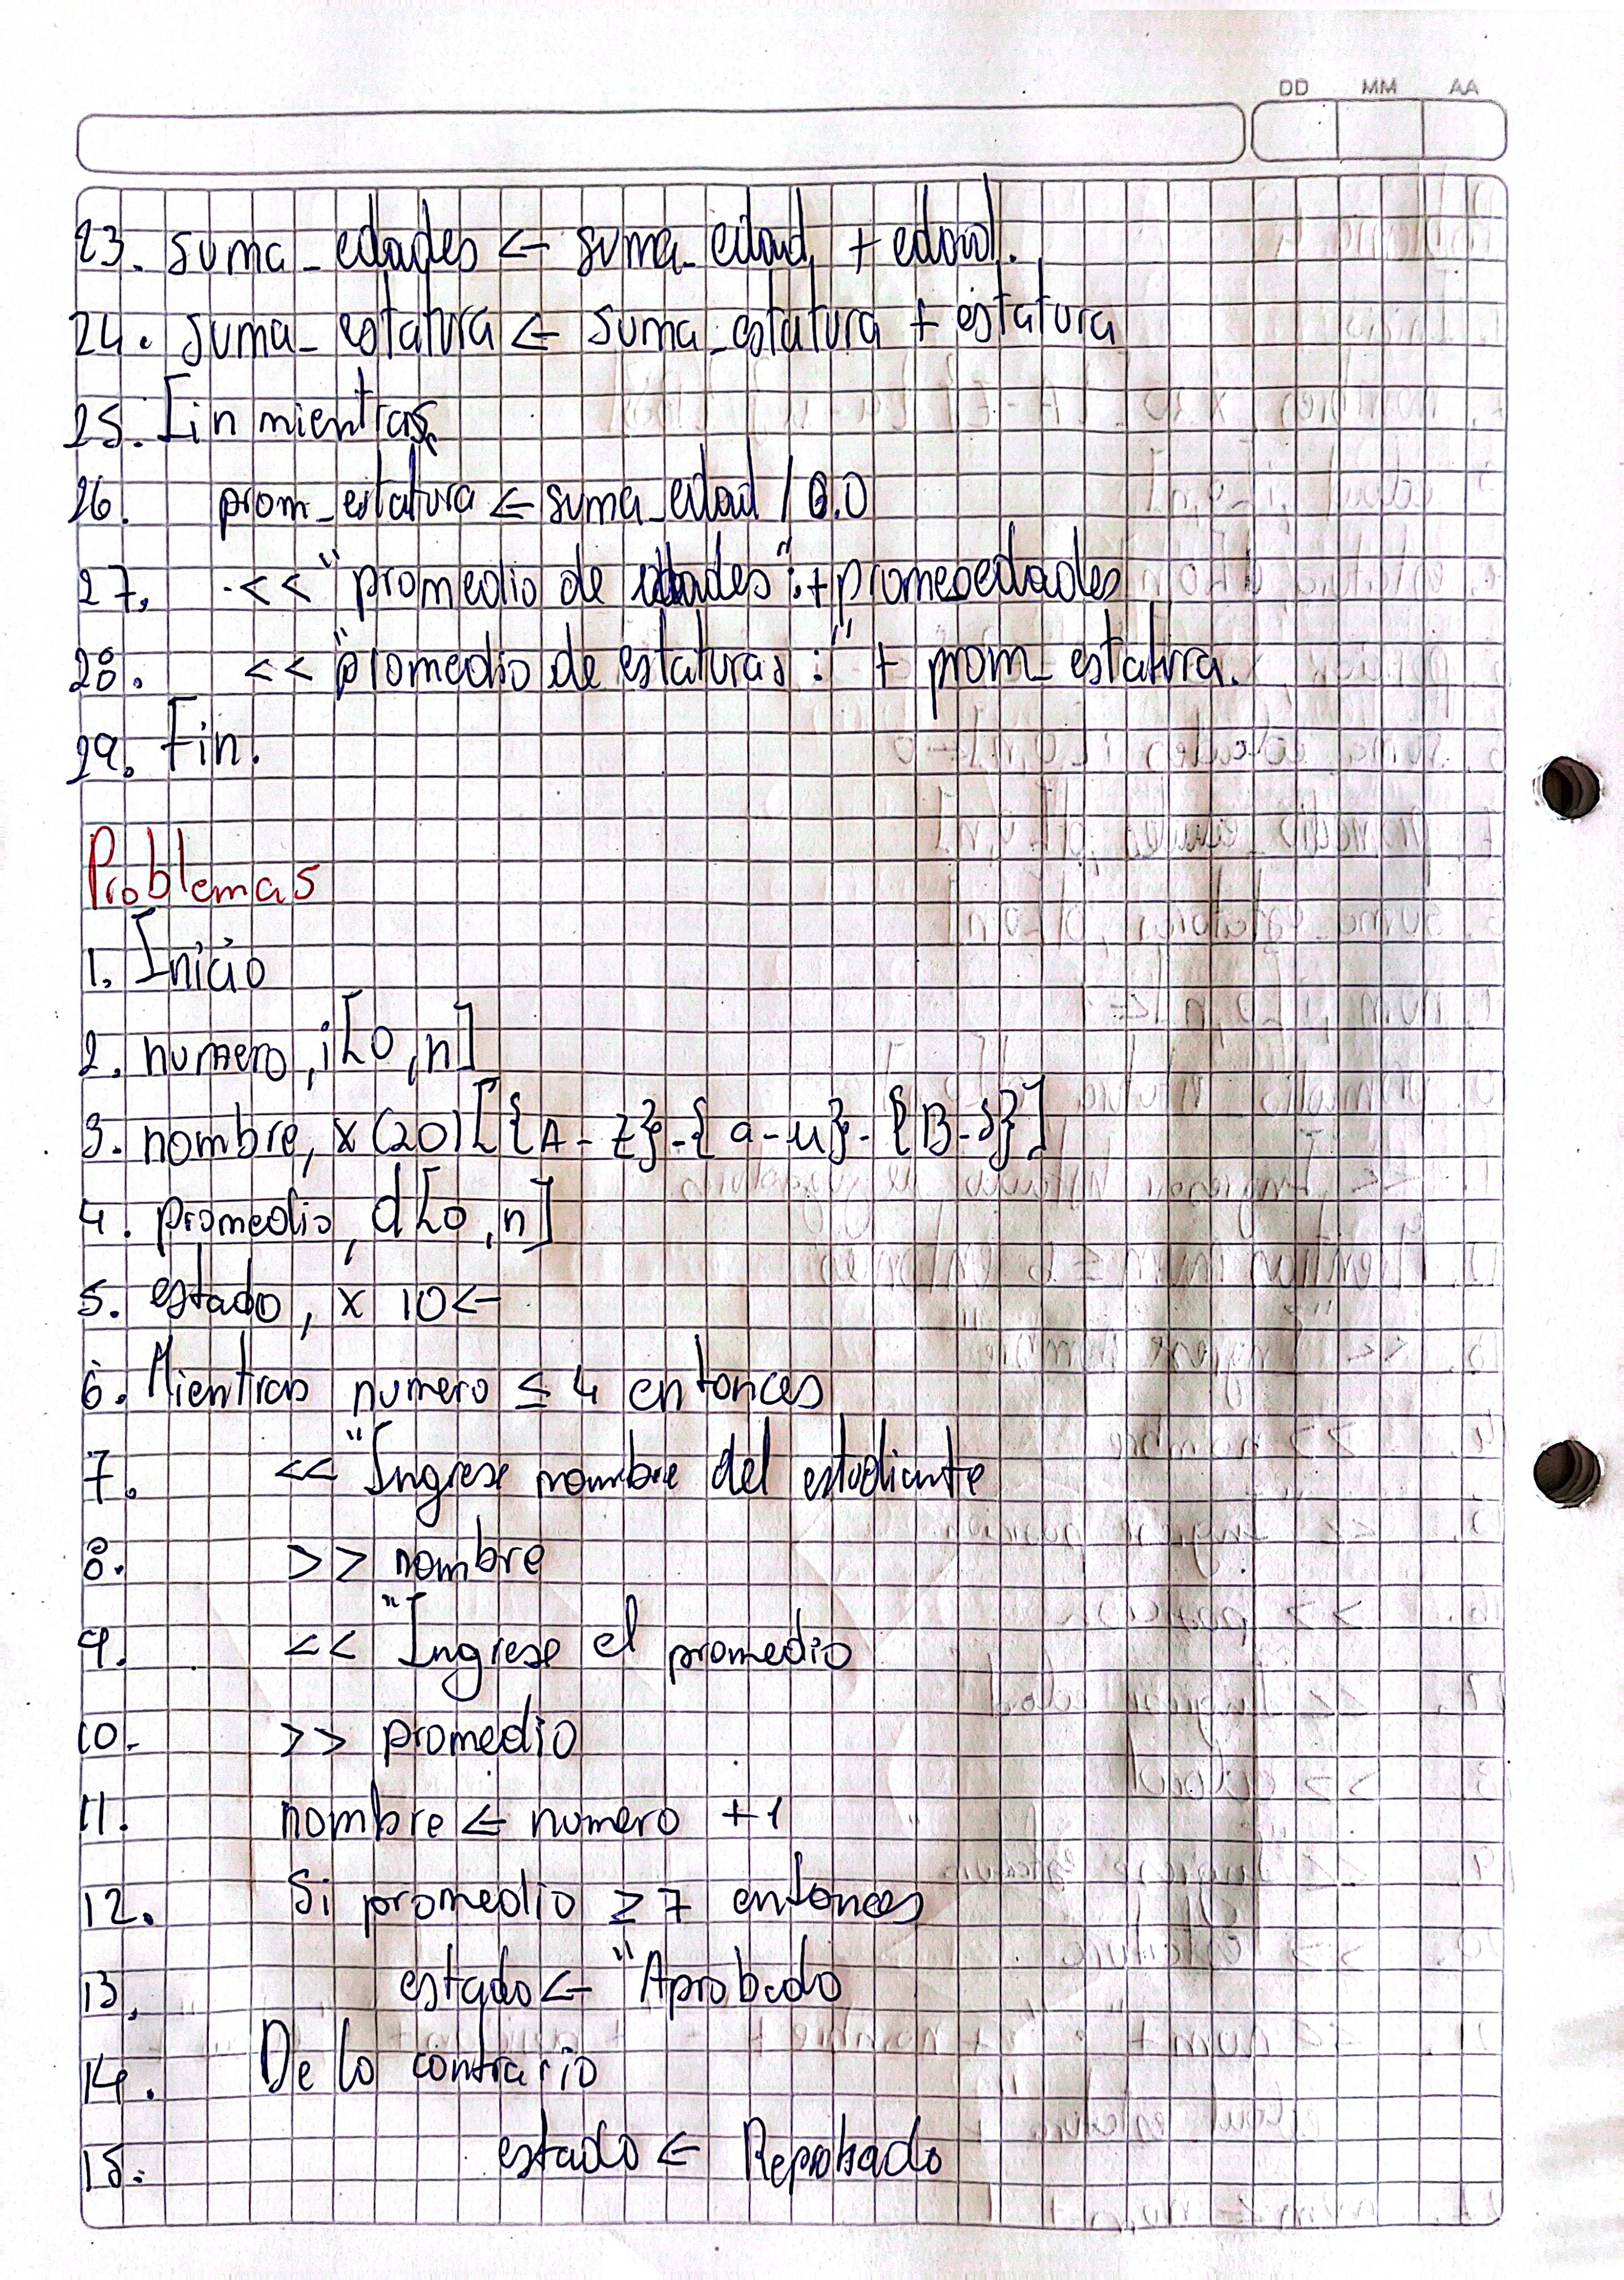 DD MM AA
23. suma_edades ← suma_edad + edad.
24. suma_estatura ← suma_estatura + estatura
25. Fin mientras
26. prom_estatura ← suma_edad / 6.0
27. << "promedio de edades": + promeoedades
28. << "promedio de estaturas:" + prom_estatura.
29. Fin.
Problemas
1. Inicio
2. numero, i[0,n]
3. nombre, x(20)[{A-Z}-{a-u}-{B-S}]
4. promedio, d[0,n]
5. estado, x 10 ←
6. Mientras numero ≤ 4 entonces
7. << "Ingrese nombre del estudiante
8. >> nombre
9. << "Ingrese el promedio
10. >> promedio
11. nombre ← numero +1
12. Si promedio ≥ 7 entonces
13. estado ← "Aprobado
14. De lo contrario
15. estado ← Reprobado